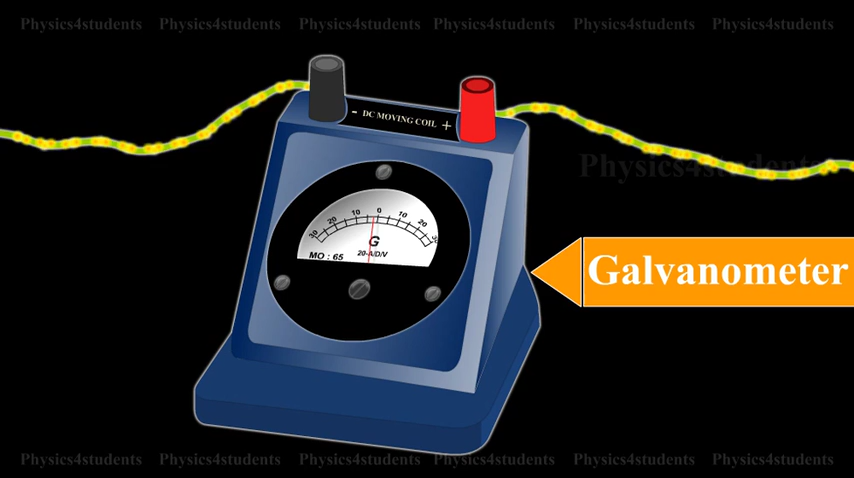 Physics4students Physics4students Physics4students Physics4students Physics4students Physics4students
- DC MOVING COIL +
Physics4students
30 20 10 0 10 20 30
G
MO : 65
Galvanometer
Physics4students Physics4students Physics4students Physics4students Physics4students Physics4students